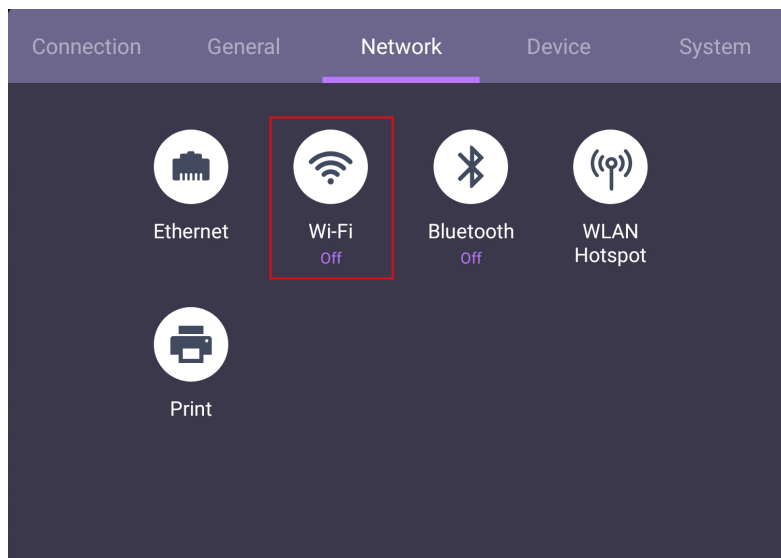 Connection General Network Device System
Ethernet Wi-Fi Bluetooth WLAN
Off Off Hotspot
Print